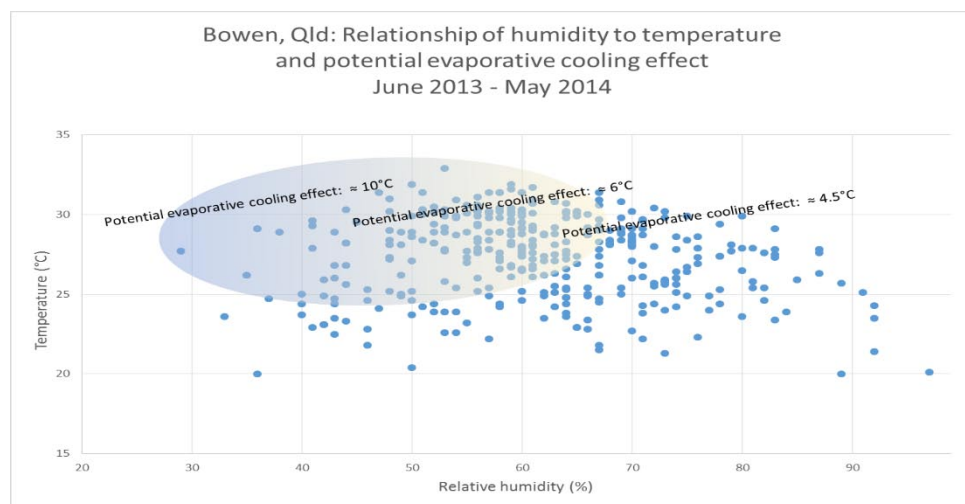 Bowen, Qld: Relationship of humidity to temperature
and potential evaporative cooling effect
June 2013 - May 2014
35
30
25
20
15
Temperature (°C)
Potential evaporative cooling effect: ≈ 10°C
Potential evaporative cooling effect: ≈ 6°C
Potential evaporative cooling effect: ≈ 4.5°C
20 30 40 50 60 70 80 90
Relative humidity (%)